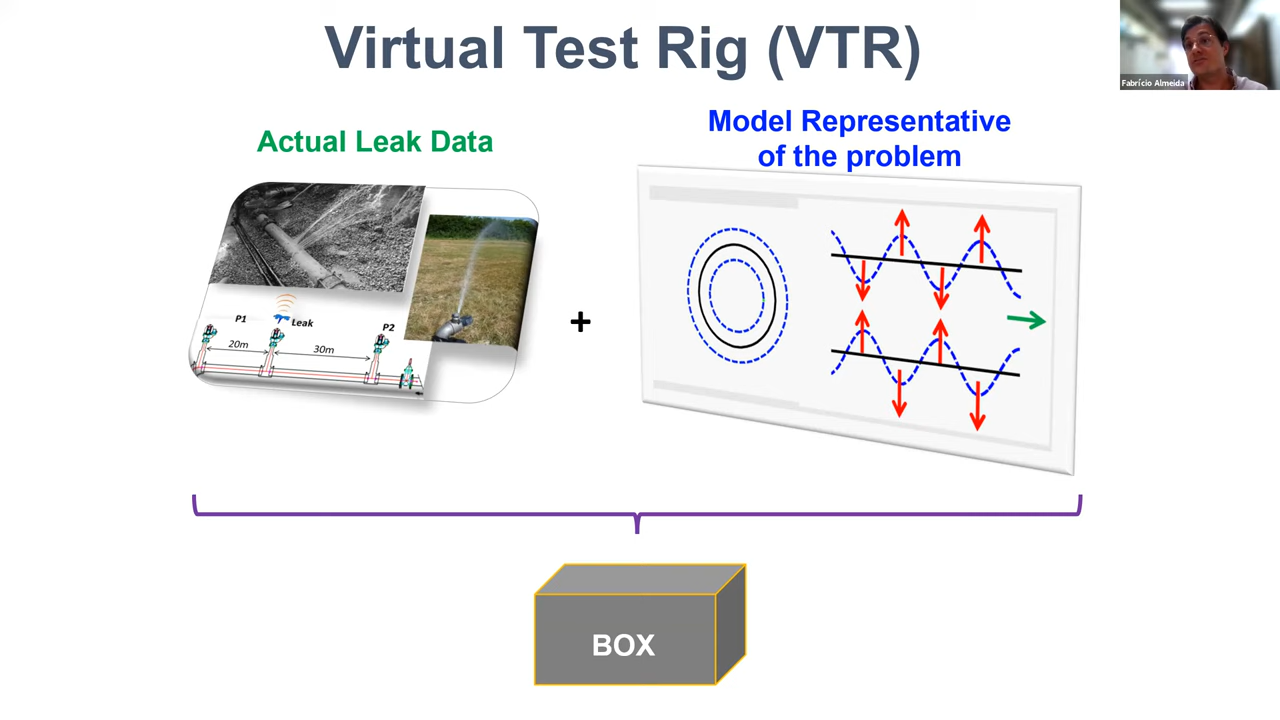 Virtual Test Rig (VTR)
Fabrício Almeida
Actual Leak Data
Model Representative
of the problem
P1
Leak
P2
20m
30m
+
BOX